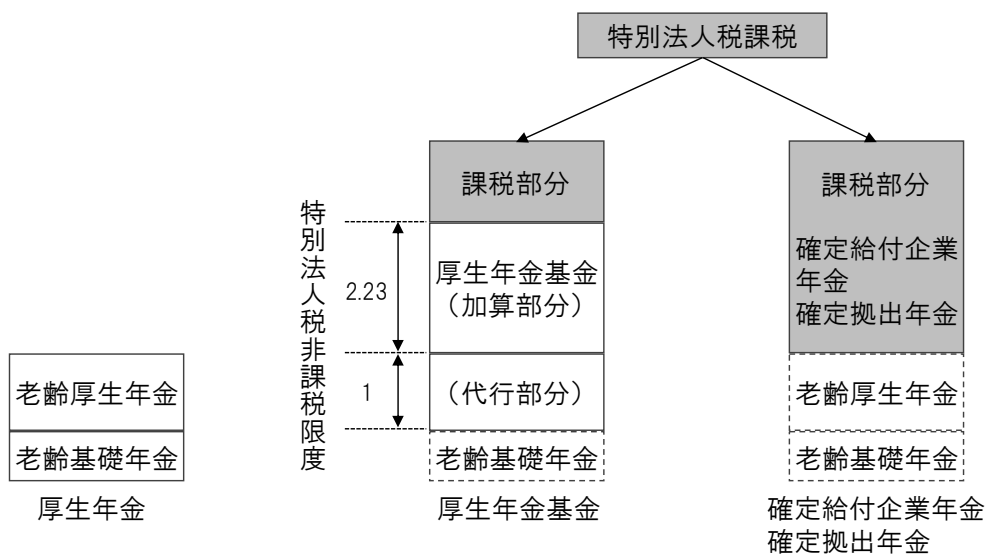 特別法人税課税
特別法人税非課税限度
2.23
1
課税部分
厚生年金基金
(加算部分)
(代行部分)
老齢基礎年金
厚生年金基金
課税部分
確定給付企業
年金
確定拠出年金
老齢厚生年金
老齢基礎年金
確定給付企業年金
確定拠出年金
老齢厚生年金
老齢基礎年金
厚生年金